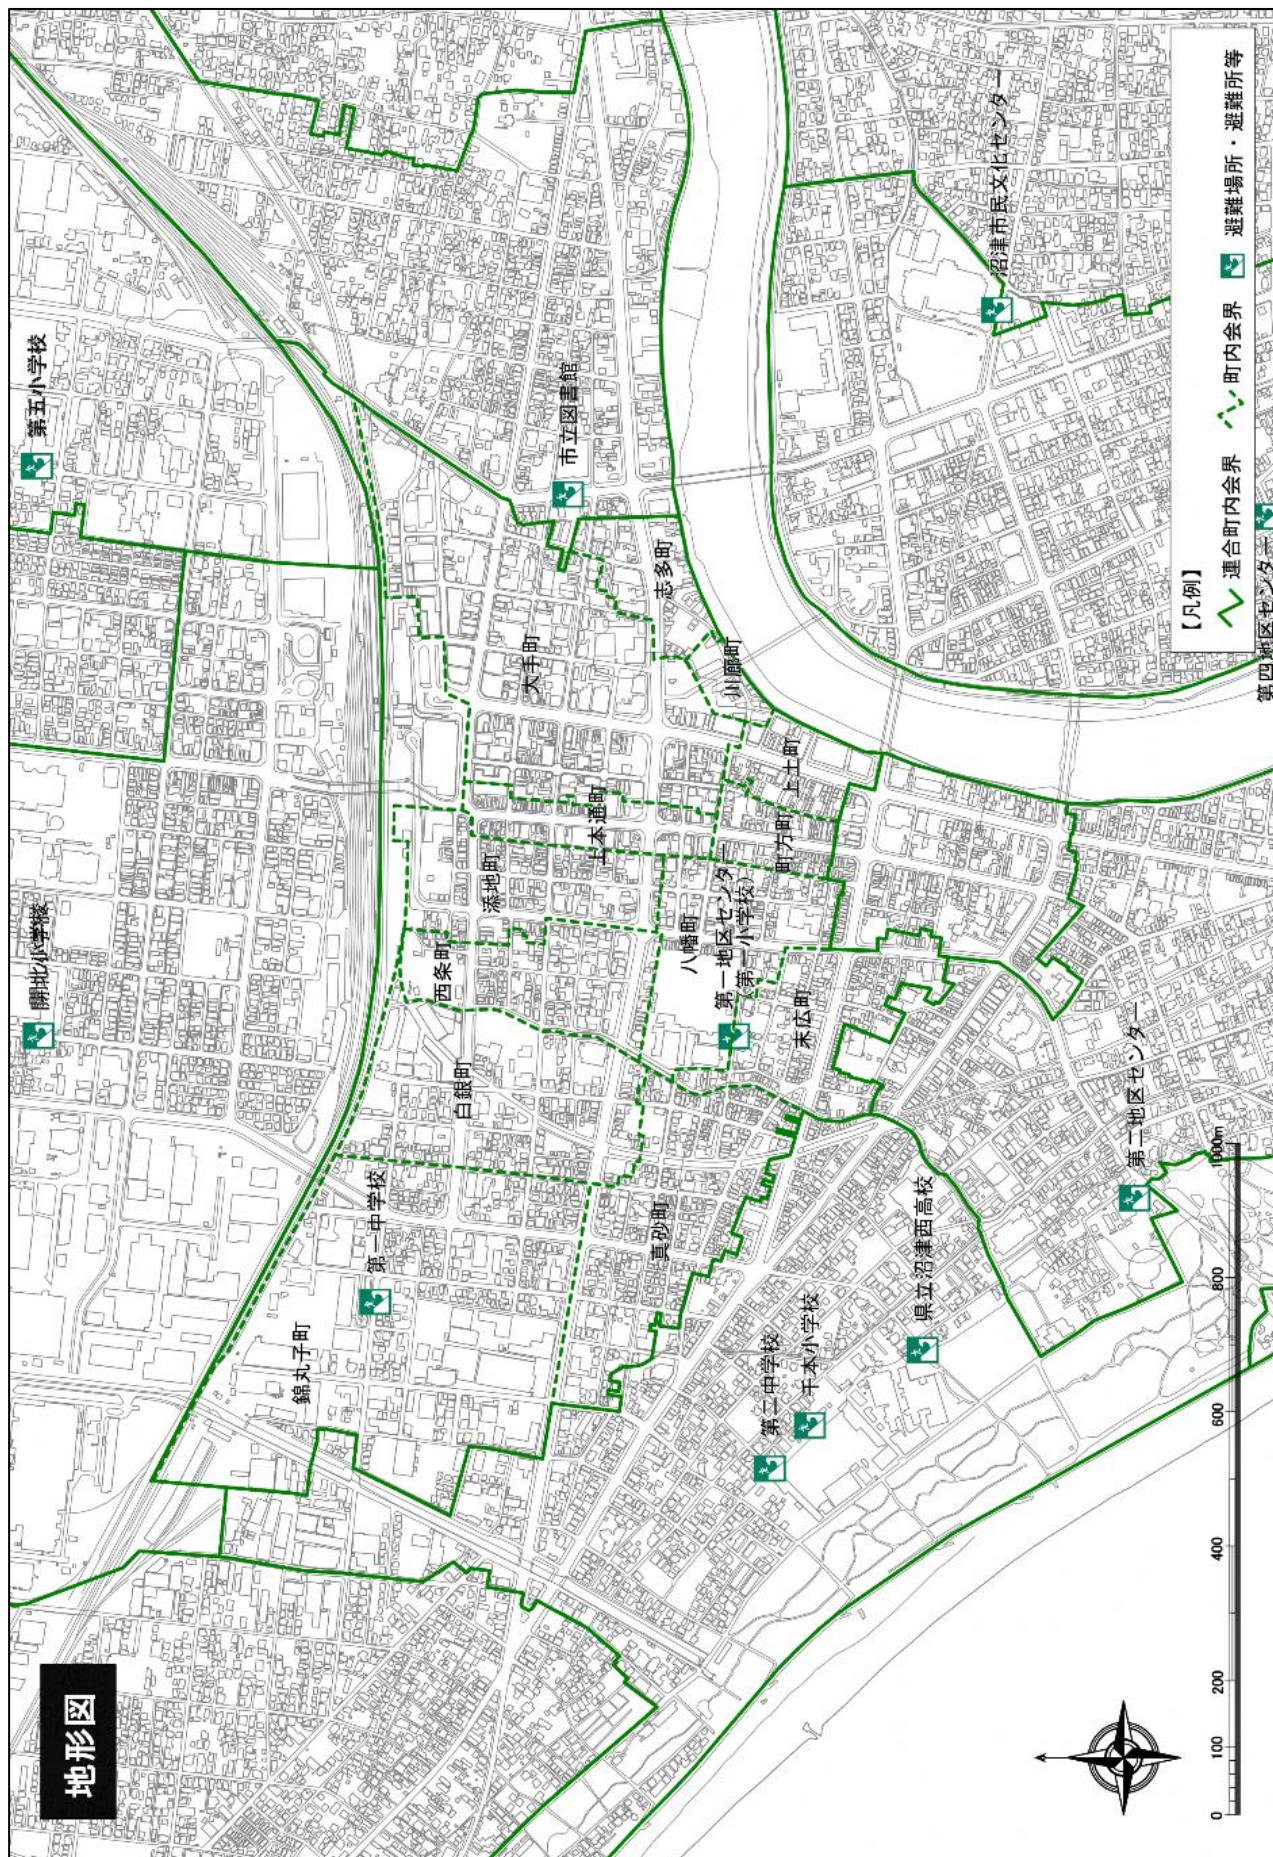 地形図
開北小学校
第五小学校
錦丸子町
第一中学校
白銀町
西条町
添地町
大手町
上本通町
市立図書館
真砂町
八幡町
第一地区センター
(第一小学校)
志多町
川廓町
末広町
町方町
上土町
第二中学校
千本小学校
県立沼津西高校
沼津市民文化センター
第二地区センター
第四地区センター
【凡例】
連合町内会界 町内会界 避難場所・避難所等
0 100 200 400 600 800 1000m